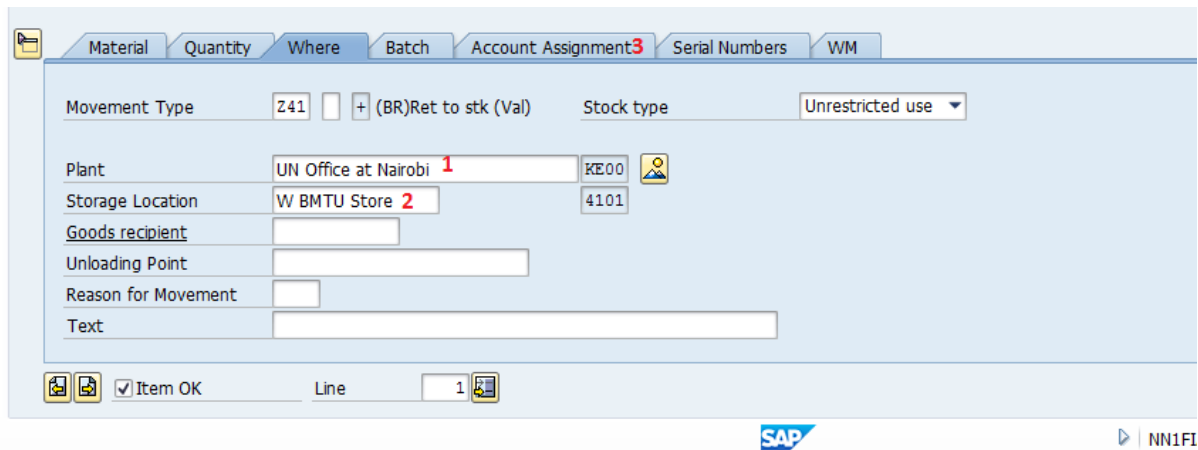 Material Quantity Where Batch Account Assignment3 Serial Numbers WM
Movement Type Z41 + (BR)Ret to stk (Val) Stock type Unrestricted use
Plant UN Office at Nairobi 1 KE00
Storage Location W BMTU Store 2 4101
Goods recipient
Unloading Point
Reason for Movement
Text
Item OK Line 1
SAP NN1FI